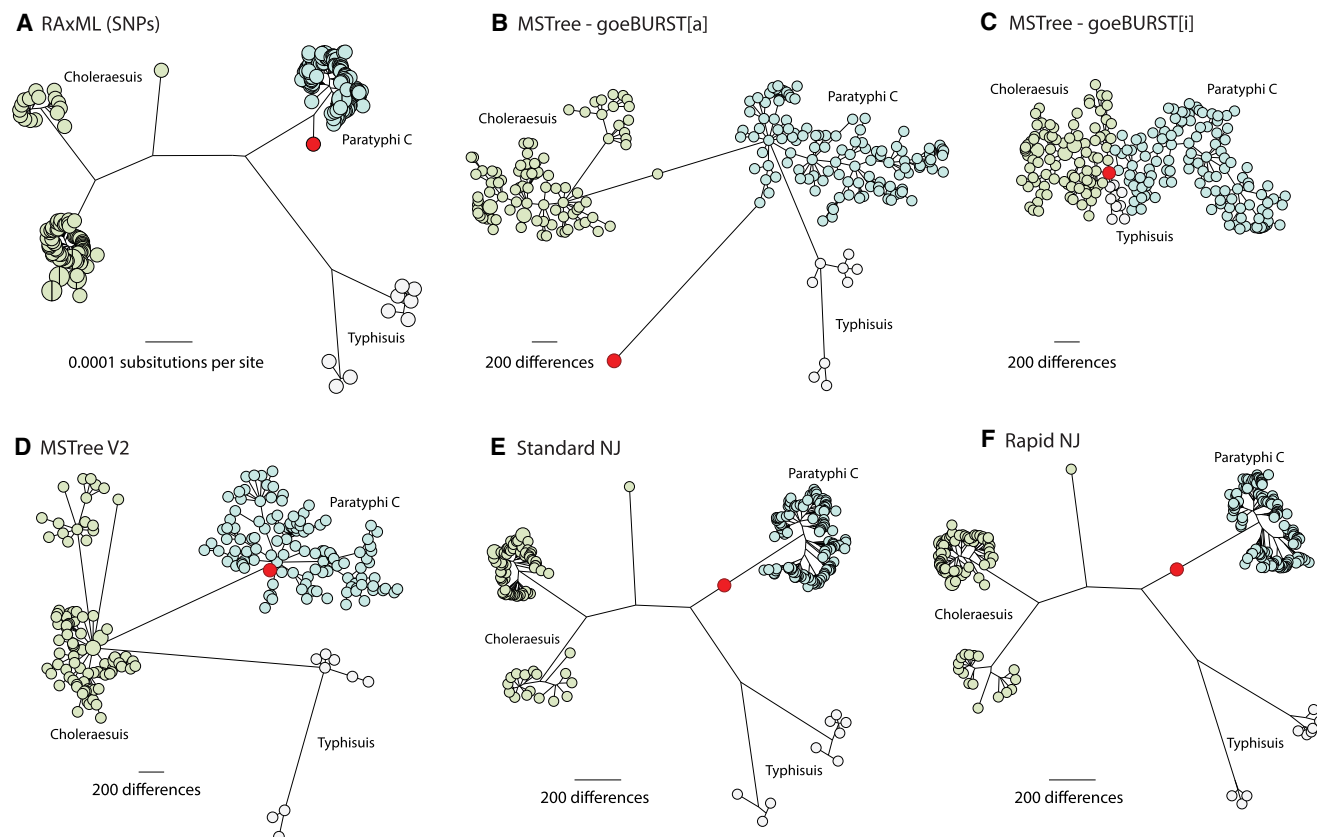 A RAxML (SNPs)
Choleraesuis
Paratyphi C
Typhisuis
0.0001 subsitutions per site
B MSTree - goeBURST[a]
Choleraesuis
Paratyphi C
Typhisuis
200 differences
C MSTree - goeBURST[i]
Choleraesuis
Paratyphi C
Typhisuis
200 differences
D MSTree V2
Paratyphi C
Choleraesuis
Typhisuis
200 differences
E Standard NJ
Paratyphi C
Choleraesuis
Typhisuis
200 differences
F Rapid NJ
Paratyphi C
Choleraesuis
Typhisuis
200 differences